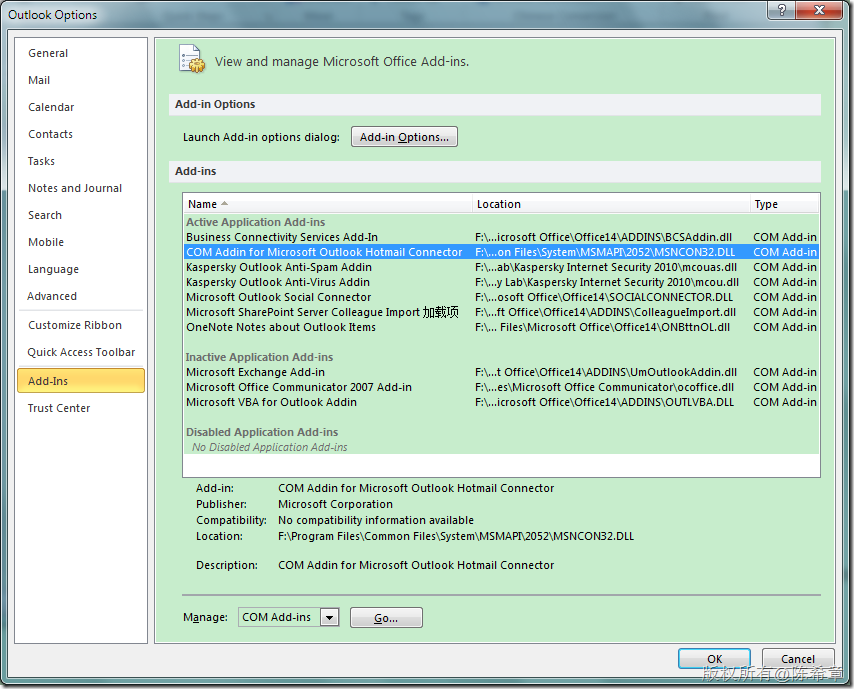 Outlook Options
General
Mail
Calendar
Contacts
Tasks
Notes and Journal
Search
Mobile
Language
Advanced
Customize Ribbon
Quick Access Toolbar
Add-Ins
Trust Center
View and manage Microsoft Office Add-ins.
Add-in Options
Launch Add-in options dialog: Add-in Options...
Add-ins
Name Location Type
Active Application Add-ins
Business Connectivity Services Add-In F:\...icrosoft Office\Office14\ADDINS\BCSAddin.dll COM Add-in
COM Addin for Microsoft Outlook Hotmail Connector F:\...on Files\System\MSMAPI\2052\MSNCON32.DLL COM Add-in
Kaspersky Outlook Anti-Spam Addin F:\...ab\Kaspersky Internet Security 2010\mcouas.dll COM Add-in
Kaspersky Outlook Anti-Virus Addin F:\...y Lab\Kaspersky Internet Security 2010\mcou.dll COM Add-in
Microsoft Outlook Social Connector F:\...osoft Office\Office14\SOCIALCONNECTOR.DLL COM Add-in
Microsoft SharePoint Server Colleague Import 加载项 F:\...ft Office\Office14\ADDINS\ColleagueImport.dll COM Add-in
OneNote Notes about Outlook Items F:\... Files\Microsoft Office\Office14\ONBttnOL.dll COM Add-in
Inactive Application Add-ins
Microsoft Exchange Add-in F:\...t Office\Office14\ADDINS\UmOutlookAddin.dll COM Add-in
Microsoft Office Communicator 2007 Add-in F:\...es\Microsoft Office Communicator\ocoffice.dll COM Add-in
Microsoft VBA for Outlook Addin F:\...icrosoft Office\Office14\ADDINS\OUTLVBA.DLL COM Add-in
Disabled Application Add-ins
No Disabled Application Add-ins
Add-in: COM Addin for Microsoft Outlook Hotmail Connector
Publisher: Microsoft Corporation
Compatibility: No compatibility information available
Location: F:\Program Files\Common Files\System\MSMAPI\2052\MSNCON32.DLL
Description: COM Addin for Microsoft Outlook Hotmail Connector
Manage: COM Add-ins Go...
OK Cancel
版权所有@陈希章